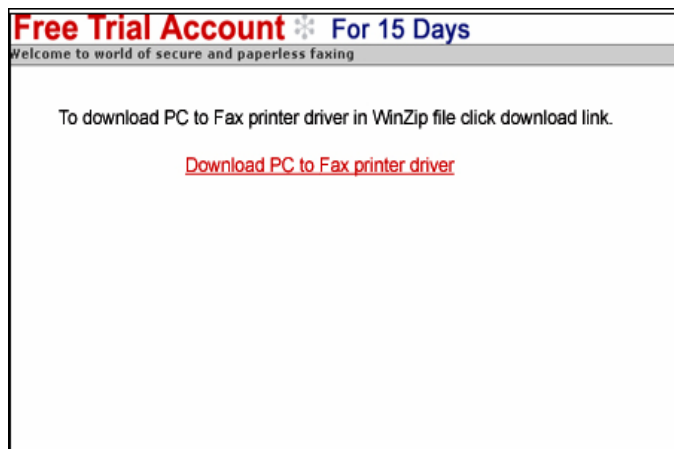 Free Trial Account For 15 Days
Welcome to world of secure and paperless faxing
To download PC to Fax printer driver in WinZip file click download link.
Download PC to Fax printer driver